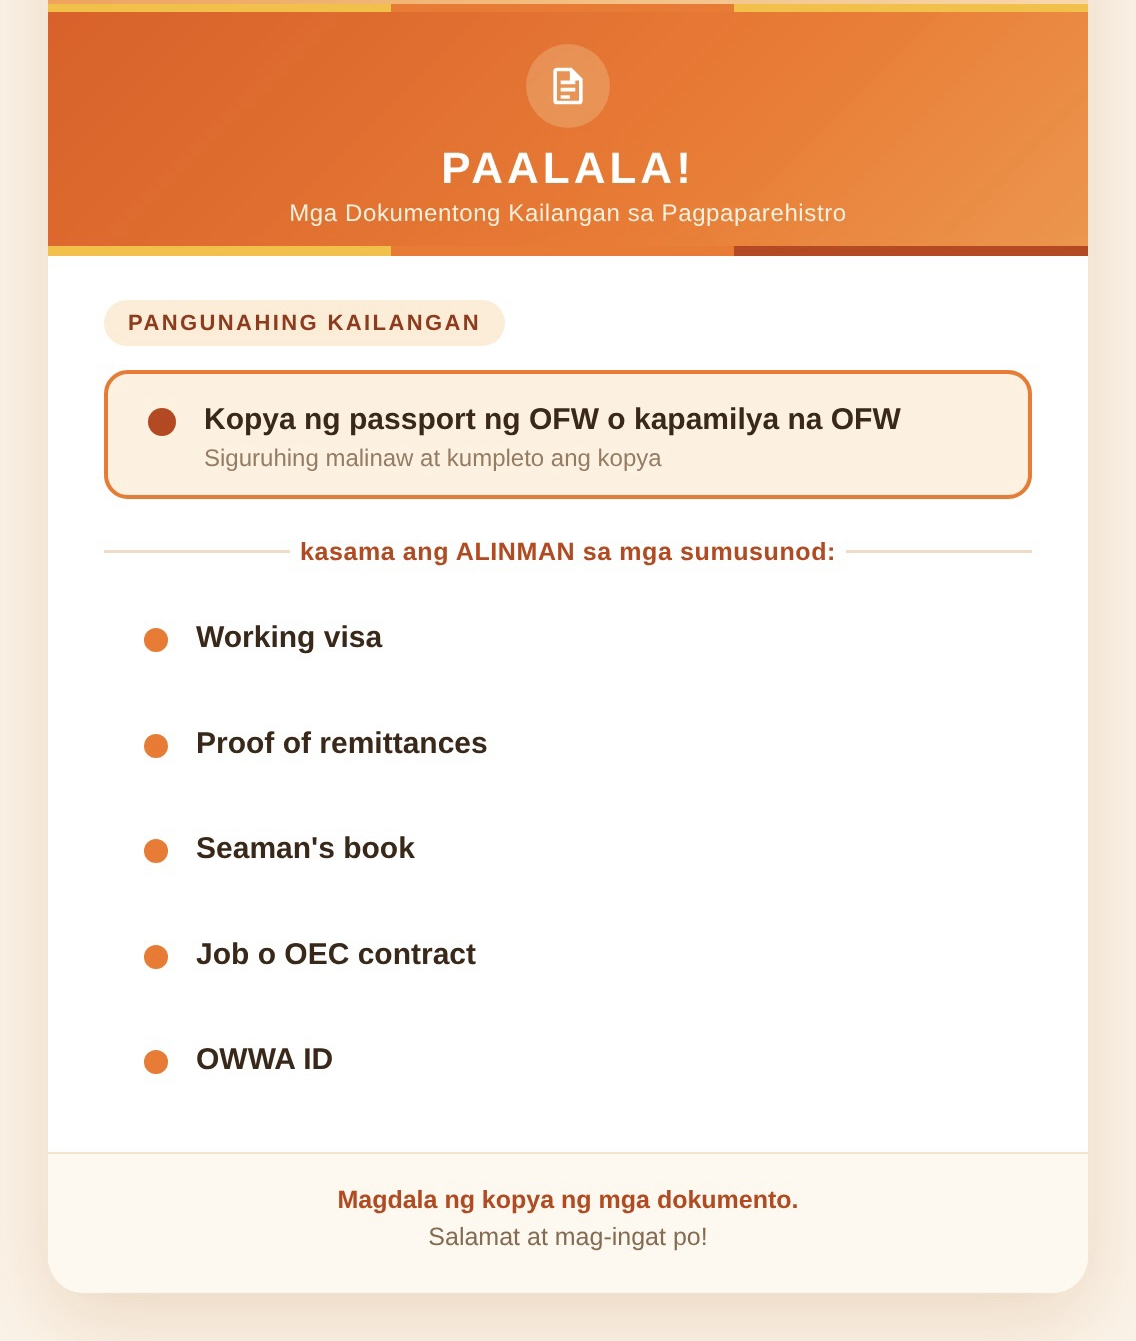 PAALALA!
Mga Dokumentong Kailangan sa Pagpaparehistro
PANGUNAHING KAILANGAN
Kopya ng passport ng OFW o kapamilya na OFW
Siguruhing malinaw at kumpleto ang kopya
kasama ang ALINMAN sa mga sumusunod:
Working visa
Proof of remittances
Seaman's book
Job o OEC contract
OWWA ID
Magdala ng kopya ng mga dokumento.
Salamat at mag-ingat po!